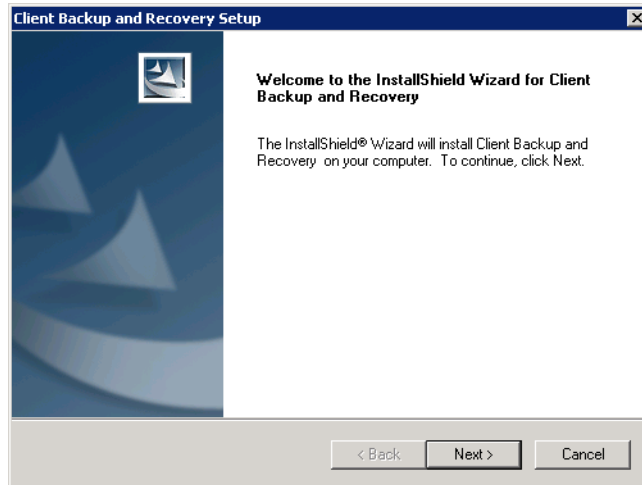 Client Backup and Recovery Setup
Welcome to the InstallShield Wizard for Client
Backup and Recovery
The InstallShield® Wizard will install Client Backup and
Recovery on your computer. To continue, click Next.
< Back
Next >
Cancel